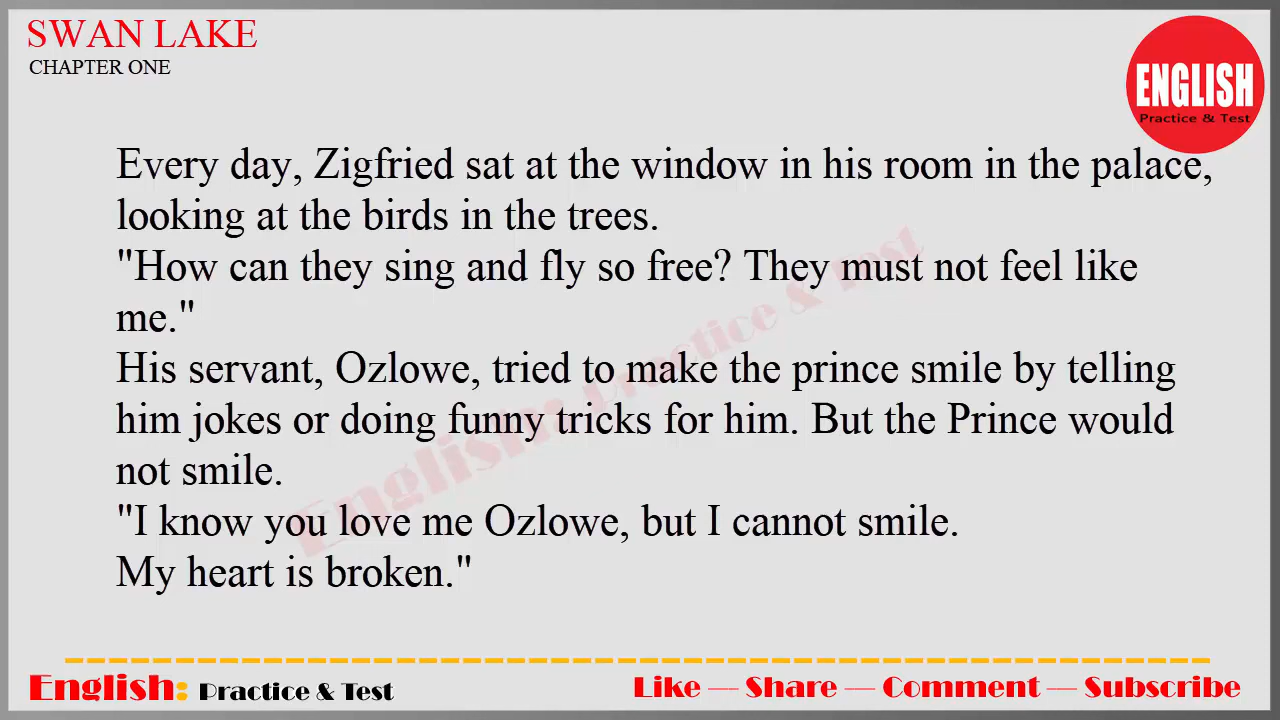 SWAN LAKE
CHAPTER ONE
ENGLISH
Practice & Test
Every day, Zigfried sat at the window in his room in the palace,
looking at the birds in the trees.
"How can they sing and fly so free? They must not feel like
me."
His servant, Ozlowe, tried to make the prince smile by telling
him jokes or doing funny tricks for him. But the Prince would
not smile.
"I know you love me Ozlowe, but I cannot smile.
My heart is broken."
English: Practice & Test
English: Practice & Test
Like — Share — Comment — Subscribe